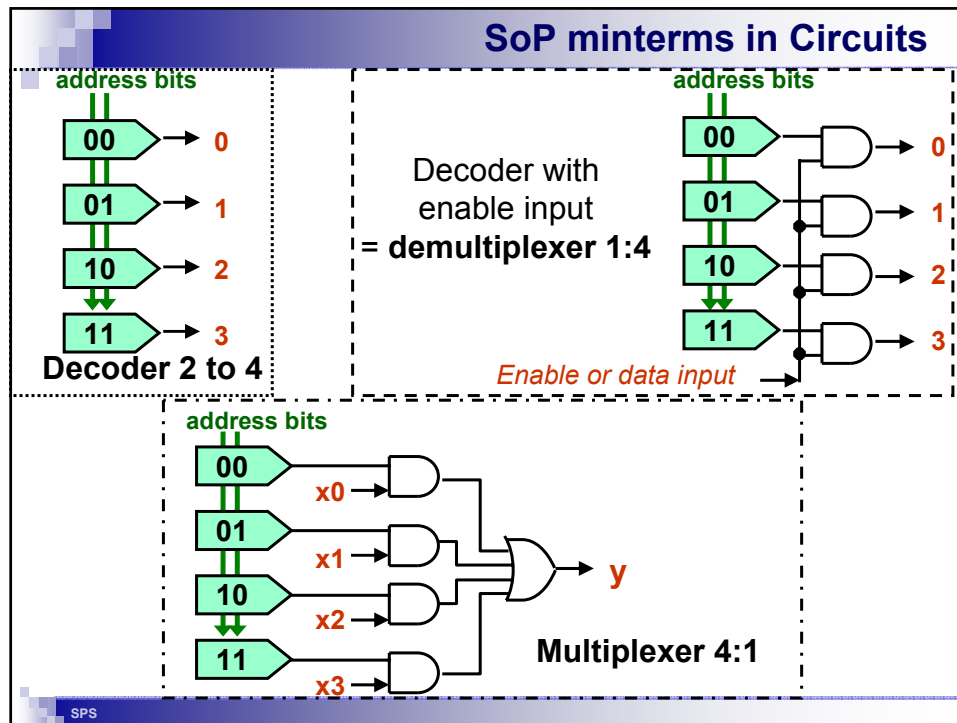 SoP minterms in Circuits
address bits
00
0
01
1
10
2
11
3
Decoder 2 to 4
Decoder with
enable input
= demultiplexer 1:4
address bits
00
0
01
1
10
2
11
3
Enable or data input
address bits
00
x0
01
x1
10
x2
11
x3
y
Multiplexer 4:1
SPS